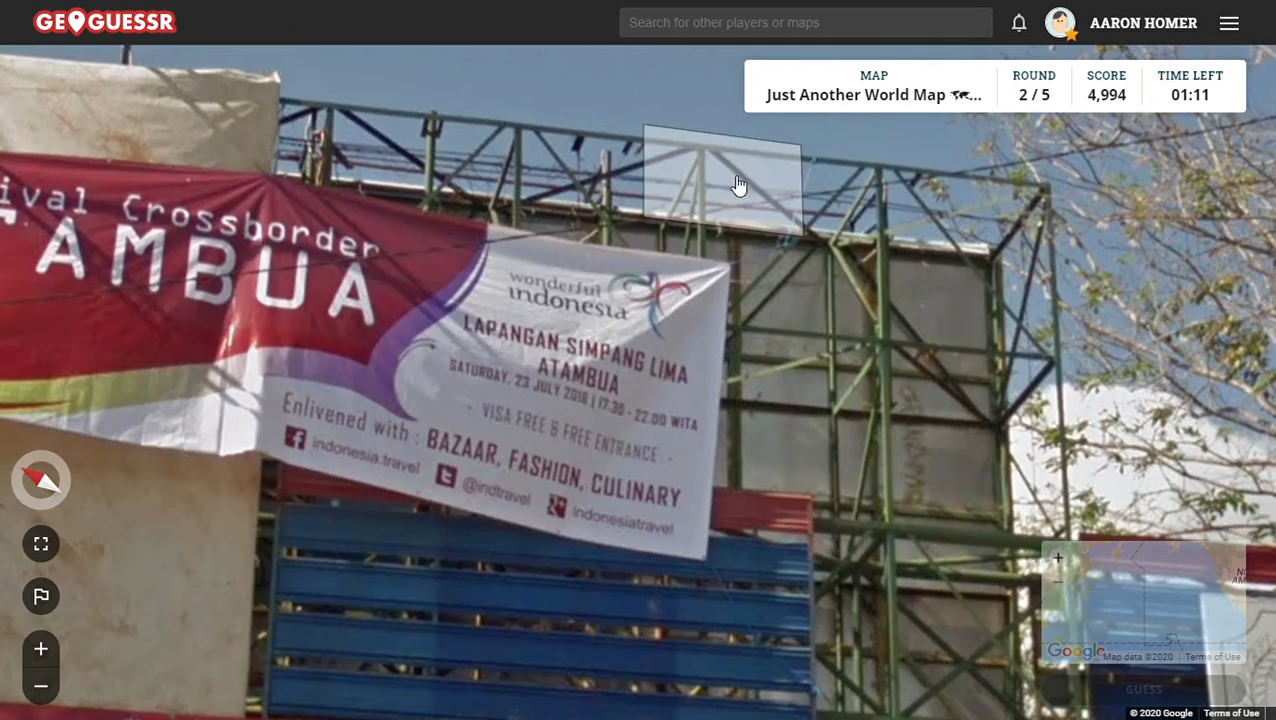 GEOGUESSR
Search for other players or maps
AARON HOMER
MAP
Just Another World Map 🗺...
ROUND
2 / 5
SCORE
4,994
TIME LEFT
01:11
ival Crossborder
TAMBUA
wonderful
indonesia
LAPANGAN SIMPANG LIMA
ATAMBUA
SATURDAY, 23 JULY 2016 | 17.30 - 22.00 WITA
- VISA FREE & FREE ENTRANCE -
Enlivened with : BAZAAR, FASHION, CULINARY
indonesia.travel
@indtravel
indonesiatravel
+
−
+
−
Google
Map data ©2020
Terms of Use
GUESS
© 2020 Google
Terms of Use